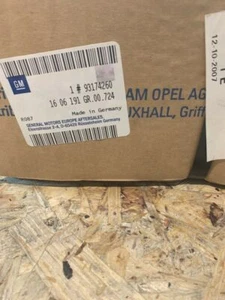 GM
1 # 93174260
16 06 191 GR.00.724
Made in Germany
GENERAL MOTORS EUROPE AFTERSALES,
Germany
AM OPEL AG
UXHALL, Griff
12.10.2007